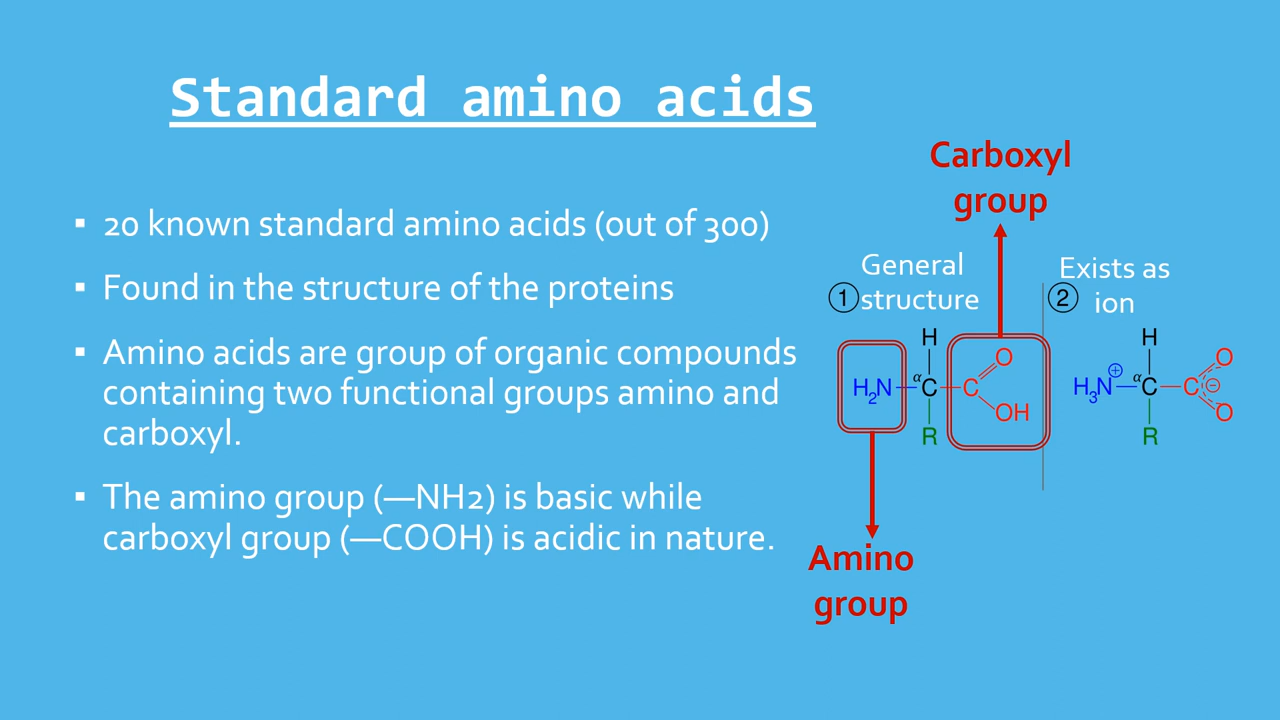 Standard amino acids
▪ 20 known standard amino acids (out of 300)
▪ Found in the structure of the proteins
▪ Amino acids are group of organic compounds
containing two functional groups amino and
carboxyl.
▪ The amino group (—NH2) is basic while
carboxyl group (—COOH) is acidic in nature.
Carboxyl
group
General
① structure
H
H₂N α C C O
OH
R
Exists as
② ion
H
H₃N ⊕ α C C O
⊖
O
R
Amino
group